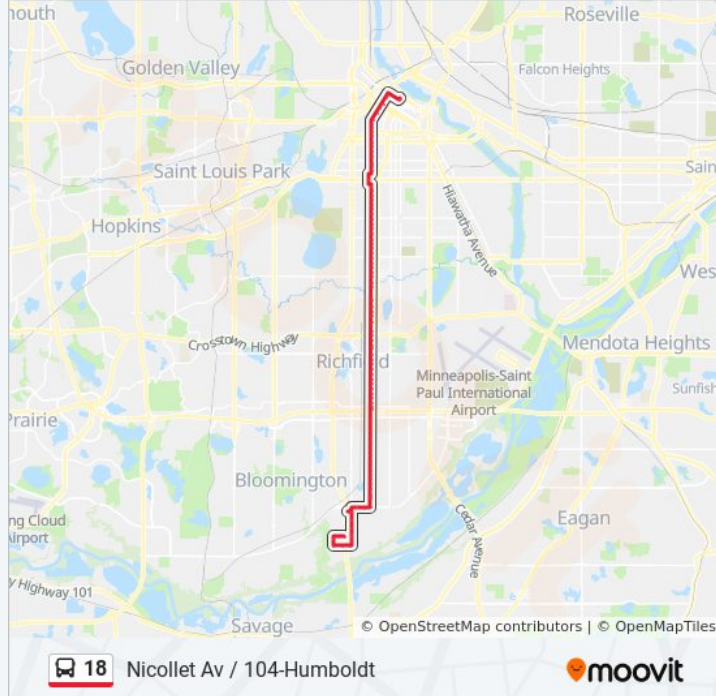 mouth
Roseville
Golden Valley
Falcon Heights
Saint Louis Park
Sain
Hiawatha Avenue
Hopkins
Wes
Crosstown Highway
Mendota Heights
Richfield
Minneapolis-Saint
Paul International
Airport
Sunfish
Prairie
Bloomington
ng Cloud
Airport
Cedar Avenue
Eagan
y Highway 101
Savage
© OpenStreetMap contributors | © OpenMapTiles
18 Nicollet Av / 104-Humboldt
moovit